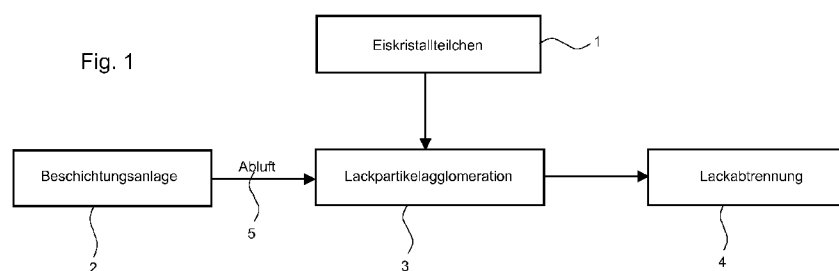 Eiskristallteilchen
1
Fig. 1
Beschichtungsanlage
Abluft
Lackpartikelagglomeration
Lackabtrennung
5
2
3
4